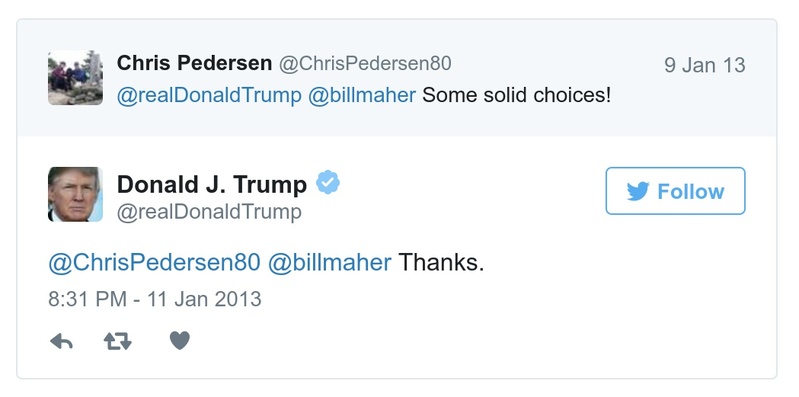 Chris Pedersen @ChrisPedersen80 9 Jan 13
@realDonaldTrump @billmaher Some solid choices!
Donald J. Trump
Follow
@realDonaldTrump
@ChrisPedersen80 @billmaher Thanks.
8:31 PM - 11 Jan 2013